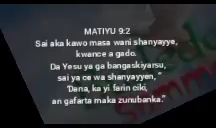 MATIYU 9:2
Sai aka kawo masa wani shanyayye,
kwance a gado.
Da Yesu ya ga bangaskiyarsu,
sai ya ce wa shanyayyen, "
'Dana, ka yi farin ciki,
an gafarta maka zunubanka."